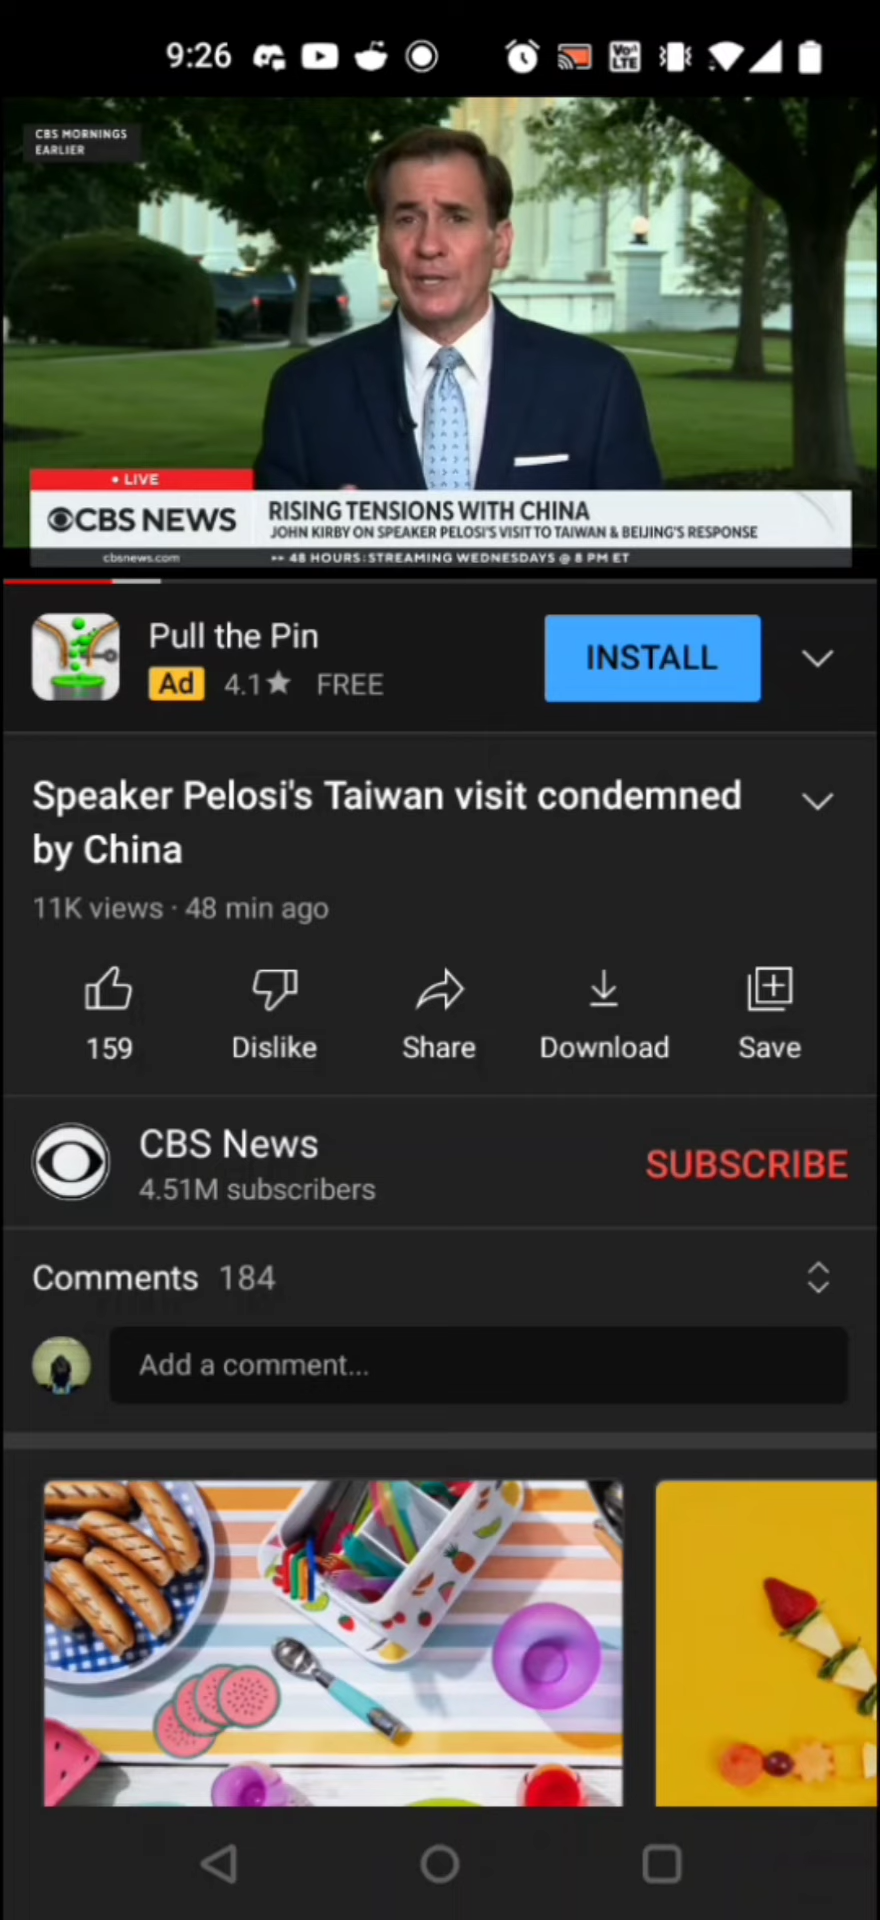 9:26
Vo
LTE
CBS MORNINGS
EARLIER
• LIVE
CBS NEWS
RISING TENSIONS WITH CHINA
JOHN KIRBY ON SPEAKER PELOSI'S VISIT TO TAIWAN & BEIJING'S RESPONSE
cbsnews.com
48 HOURS: STREAMING WEDNESDAYS @ 8 PM ET
Pull the Pin
INSTALL
Ad 4.1★ FREE
Speaker Pelosi's Taiwan visit condemned
by China
11K views · 48 min ago
159 Dislike Share Download Save
CBS News
4.51M subscribers
SUBSCRIBE
Comments 184
Add a comment...